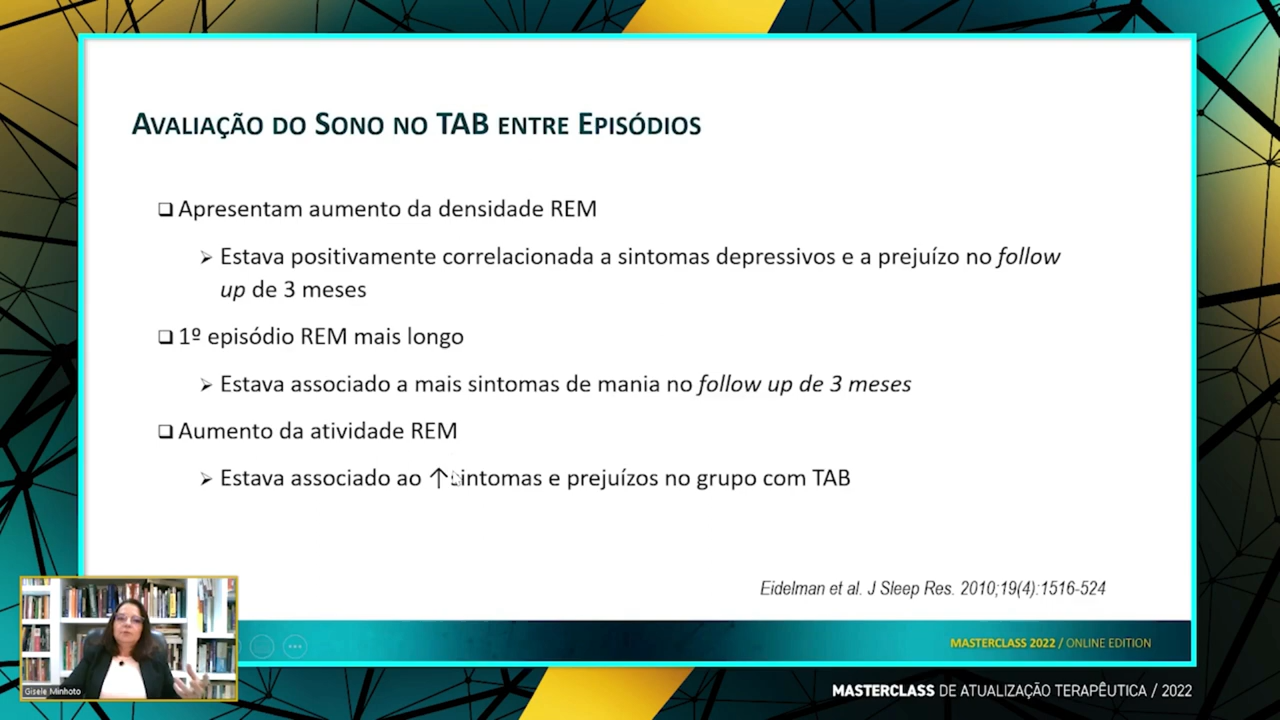 AVALIAÇÃO DO SONO NO TAB ENTRE EPISÓDIOS
❑ Apresentam aumento da densidade REM
➢ Estava positivamente correlacionada a sintomas depressivos e a prejuízo no follow
up de 3 meses
❑ 1º episódio REM mais longo
➢ Estava associado a mais sintomas de mania no follow up de 3 meses
❑ Aumento da atividade REM
➢ Estava associado ao ↑sintomas e prejuízos no grupo com TAB
Eidelman et al. J Sleep Res. 2010;19(4):1516-524
MASTERCLASS 2022 / ONLINE EDITION
Gisele Minhoto
MASTERCLASS DE ATUALIZAÇÃO TERAPÊUTICA / 2022